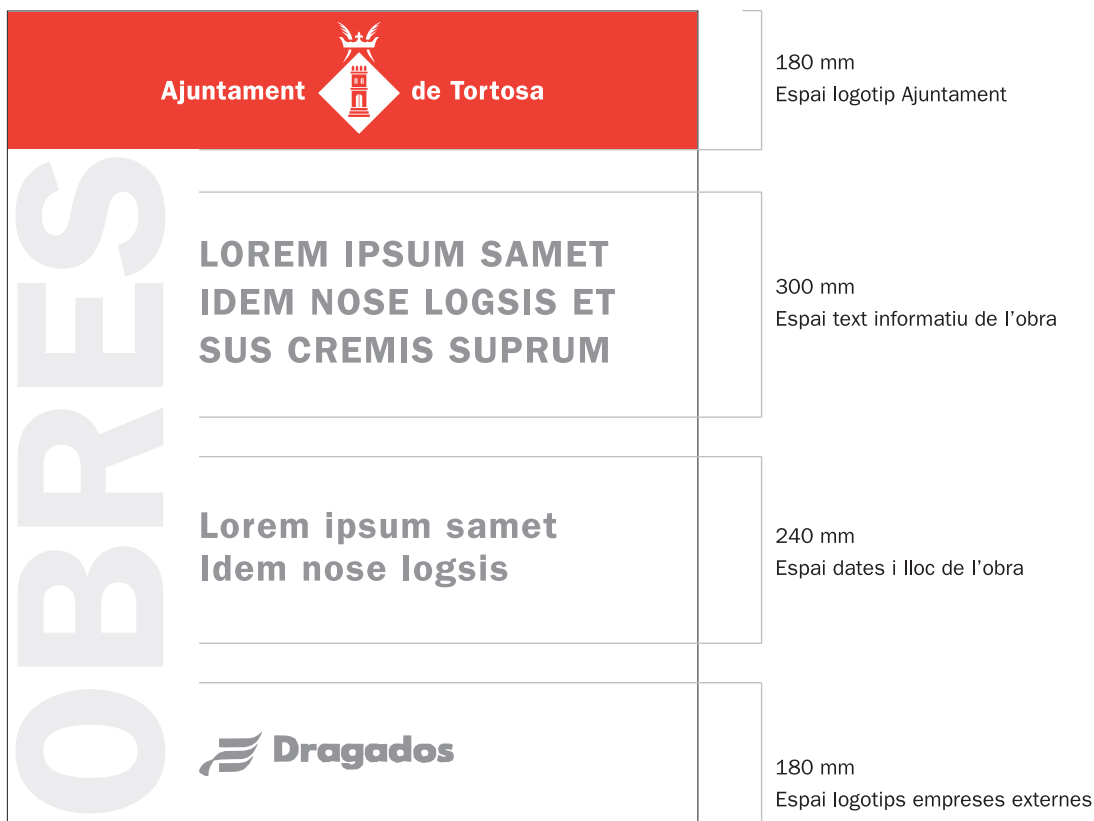 Ajuntament de Tortosa
180 mm
Espai logotip Ajuntament
OBRES
LOREM IPSUM SAMET
IDEM NOSE LOGSIS ET
SUS CREMIS SUPRUM
300 mm
Espai text informatiu de l’obra
Lorem ipsum samet
Idem nose logsis
240 mm
Espai dates i lloc de l’obra
Dragados
180 mm
Espai logotips empreses externes